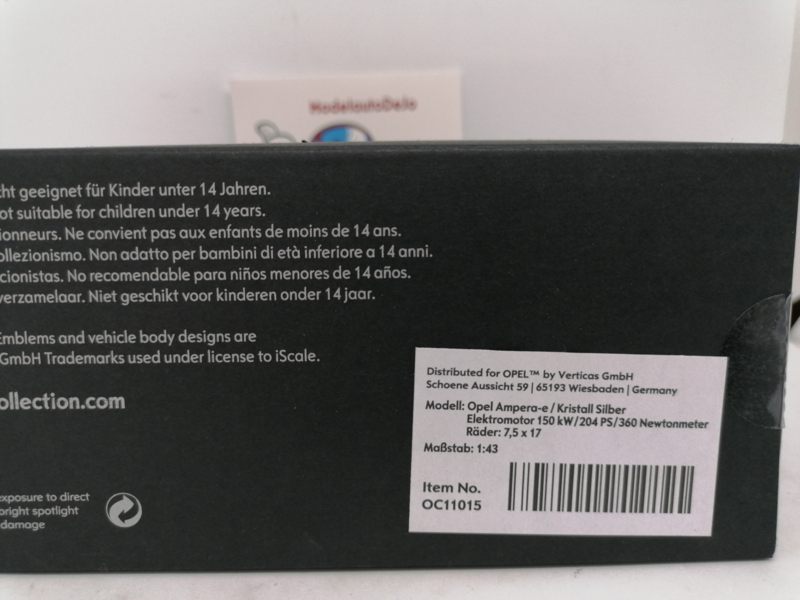 ModelautoDelo
cht geeignet für Kinder unter 14 Jahren.
ot suitable for children under 14 years.
ionneurs. Ne convient pas aux enfants de moins de 14 ans.
ollezionismo. Non adatto per bambini di età inferiore a 14 anni.
cionistas. No recomendable para niños menores de 14 años.
verzamelaar. Niet geschikt voor kinderen onder 14 jaar.
Emblems and vehicle body designs are
GmbH Trademarks used under license to iScale.
ollection.com
exposure to direct
bright spotlight
damage
Distributed for OPEL™ by Verticas GmbH
Schoene Aussicht 59 | 65193 Wiesbaden | Germany
Modell: Opel Ampera-e / Kristall Silber
Elektromotor 150 kW/204 PS/360 Newtonmeter
Räder: 7,5 x 17
Maßstab: 1:43
Item No.
OC11015